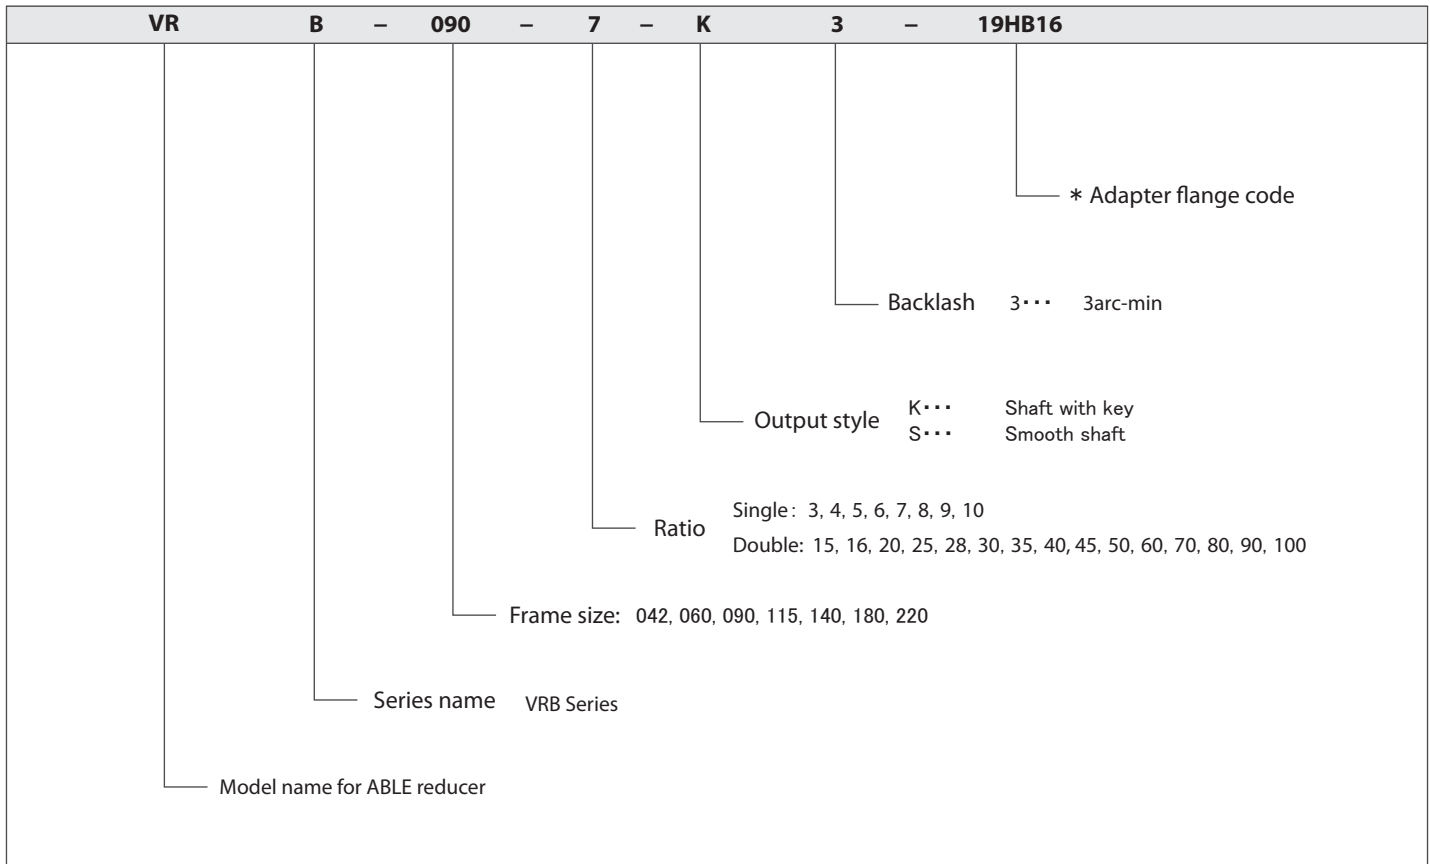 VR B – 090 – 7 – K 3 – 19HB16
* Adapter flange code
Backlash 3··· 3arc-min
Output style K··· Shaft with key
S··· Smooth shaft
Ratio Single: 3, 4, 5, 6, 7, 8, 9, 10
Double: 15, 16, 20, 25, 28, 30, 35, 40, 45, 50, 60, 70, 80, 90, 100
Frame size: 042, 060, 090, 115, 140, 180, 220
Series name VRB Series
Model name for ABLE reducer